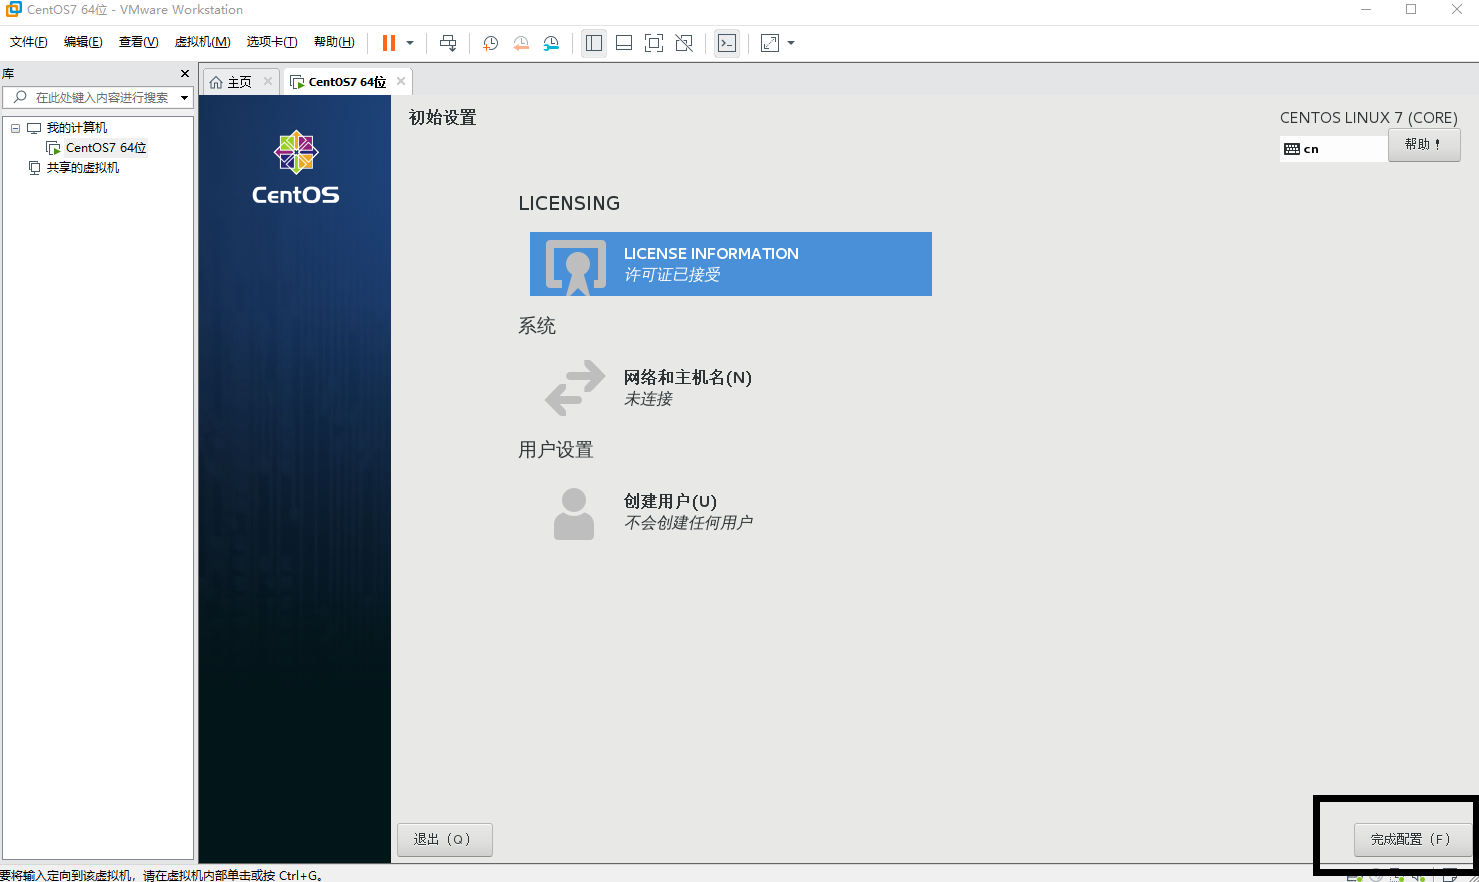 CentOS7 64位 - VMware Workstation
文件(F) 编辑(E) 查看(V) 虚拟机(M) 选项卡(T) 帮助(H)
库
主页
CentOS7 64位
在此处键入内容进行搜索
我的计算机
CentOS7 64位
共享的虚拟机
CentOS
初始设置
CENTOS LINUX 7 (CORE)
cn
帮助！
LICENSING
LICENSE INFORMATION
许可证已接受
系统
网络和主机名(N)
未连接
用户设置
创建用户(U)
不会创建任何用户
退出（Q）
完成配置（F）
要将输入定向到该虚拟机，请在虚拟机内部单击或按 Ctrl+G。